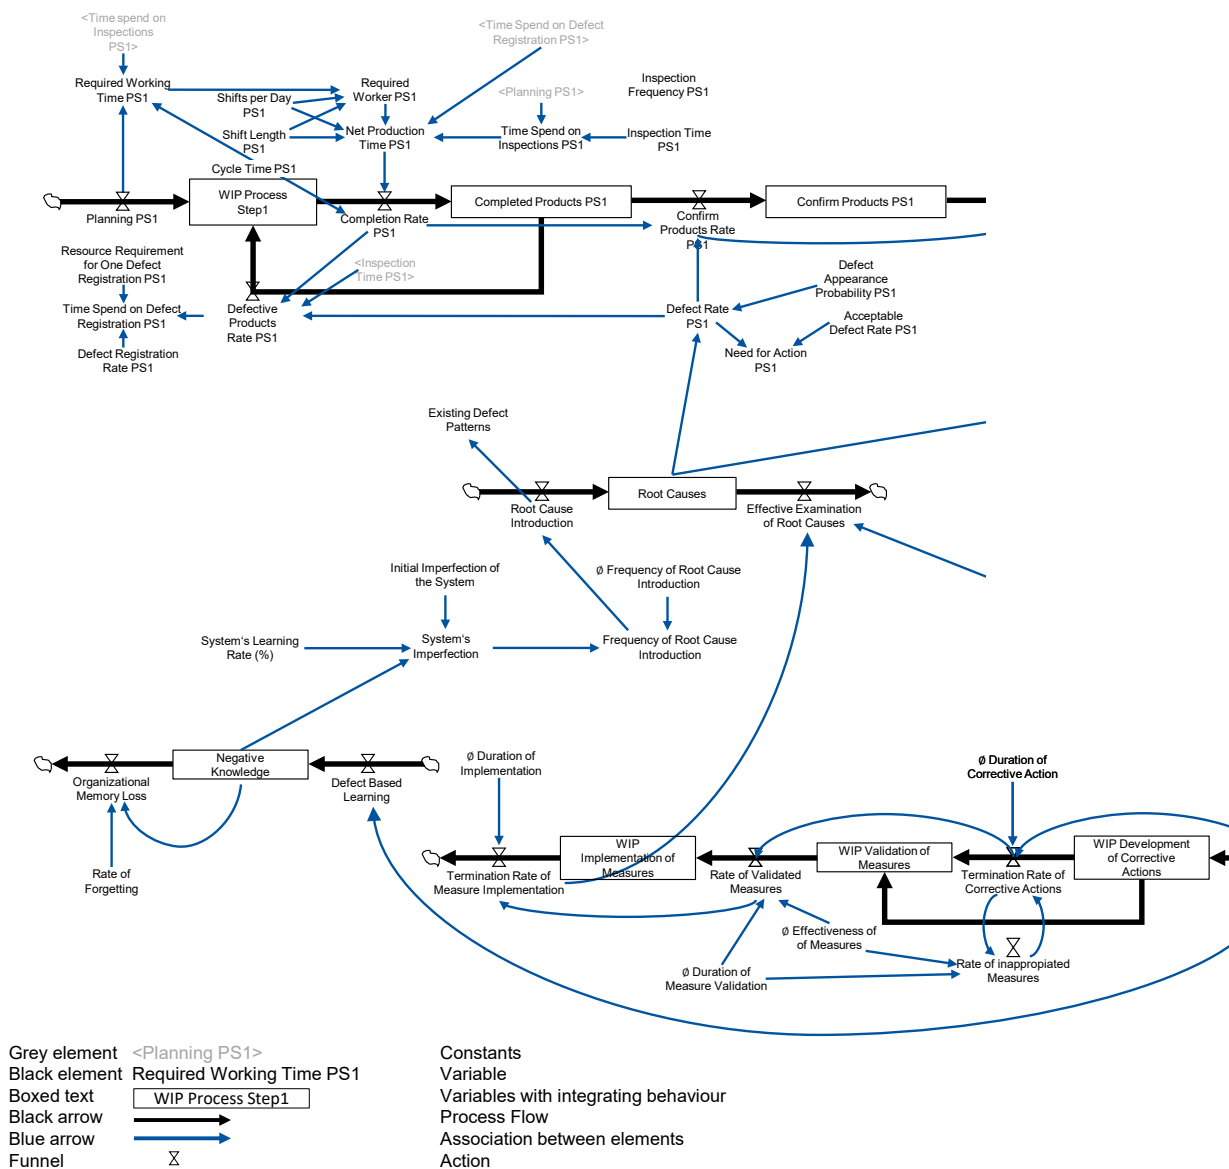 <Time spend on
Inspections
PS1>
<Time Spend on Defect
Registration PS1>
Required Working
Time PS1
Shifts per Day
PS1
Required
Worker PS1
<Planning PS1>
Inspection
Frequency PS1
Shift Length
PS1
Net Production
Time PS1
Time Spend on
Inspections PS1
Inspection Time
PS1
Cycle Time PS1
WIP Process
Step1
Completed Products PS1
Confirm Products PS1
Planning PS1
Completion Rate
PS1
Confirm
Products Rate
PS1
Resource Requirement
for One Defect
Registration PS1
<Inspection
Time PS1>
Defect
Appearance
Probability PS1
Time Spend on Defect
Registration PS1
Defective
Products
Rate PS1
Defect Rate
PS1
Acceptable
Defect Rate PS1
Defect Registration
Rate PS1
Need for Action
PS1
Existing Defect
Patterns
Root Causes
Root Cause
Introduction
Effective Examination
of Root Causes
Initial Imperfection of
the System
Ø Frequency of Root Cause
Introduction
System's Learning
Rate (%)
System's
Imperfection
Frequency of Root Cause
Introduction
Negative
Knowledge
Organizational
Memory Loss
Defect Based
Learning
Ø Duration of
Implementation
Ø Duration of
Corrective Action
Rate of
Forgetting
WIP
Implementation of
Measures
WIP Validation
of Measures
WIP Development
of Corrective
Actions
Termination Rate of
Measure Implementation
Rate of Validated
Measures
Termination Rate of
Corrective Actions
Ø Effectiveness of
of Measures
Ø Duration of
Measure Validation
Rate of inappropiated
Measures
Grey element <Planning PS1> Constants
Black element Required Working Time PS1 Variable
Boxed text WIP Process Step1 Variables with integrating behaviour
Black arrow Process Flow
Blue arrow Association between elements
Funnel Action